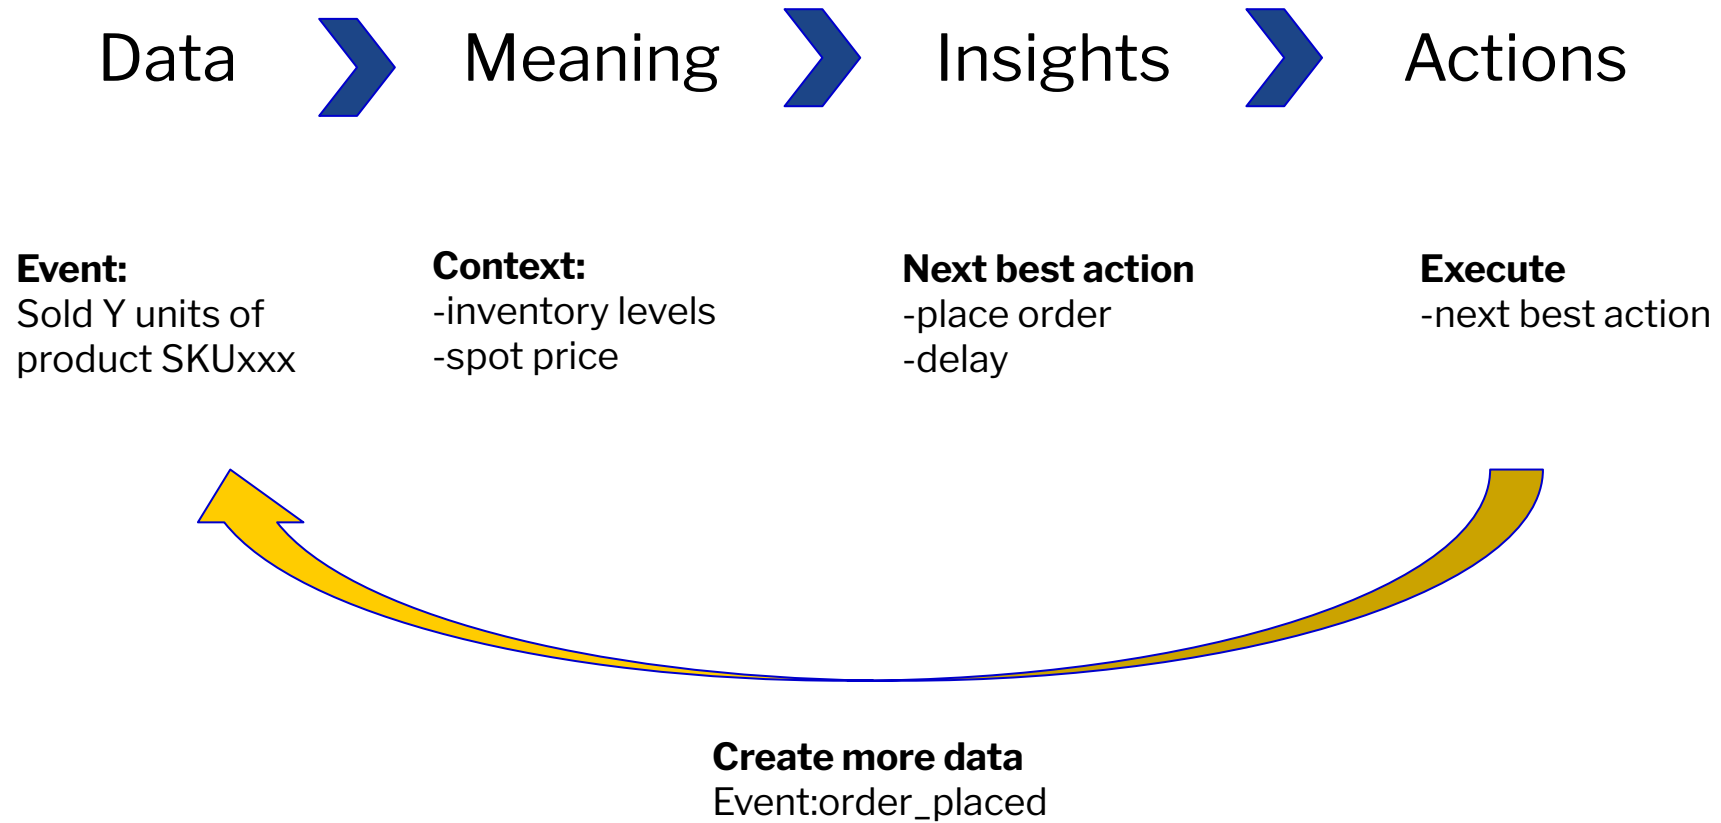 Data
Meaning
Insights
Actions
Event:
Sold Y units of
product SKUxxx
Context:
-inventory levels
-spot price
Next best action
-place order
-delay
Execute
-next best action
Create more data
Event:order_placed